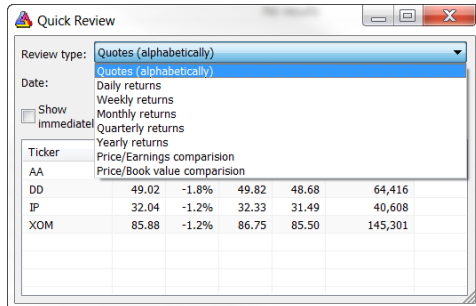 Quick Review
Review type: Quotes (alphabetically)
Quotes (alphabetically)
Date: Daily returns
Weekly returns
Show Monthly returns
immediatel Quarterly returns
Yearly returns
Ticker Price/Earnings comparision
AA Price/Book value comparision
DD 49.02 -1.8% 49.82 48.68 64,416
IP 32.04 -1.2% 32.33 31.49 40,608
XOM 85.88 -1.2% 86.75 85.50 145,301